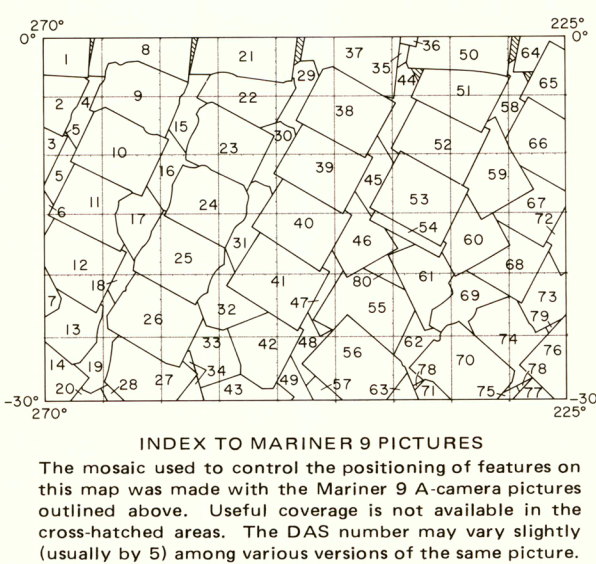 270° 225°
0° 0°
1 8 21 37 36 50 64
35
29 44 65
2 4 9 22 51
38 58
5 15 30 52
3 10 23 66
39 59
5 16 45
11 24 53 67
6 17 72
40 54
31 46 60
12 25 61 68
18 41 80
7 47 69 73
26 32 55 79
13
33 42 48 62 74
56 76
14 19 34 70
78 78
20 28 27 43 49 57 63 71 75 77
-30° -30°
270° 225°
INDEX TO MARINER 9 PICTURES
The mosaic used to control the positioning of features on
this map was made with the Mariner 9 A-camera pictures
outlined above. Useful coverage is not available in the
cross-hatched areas. The DAS number may vary slightly
(usually by 5) among various versions of the same picture.